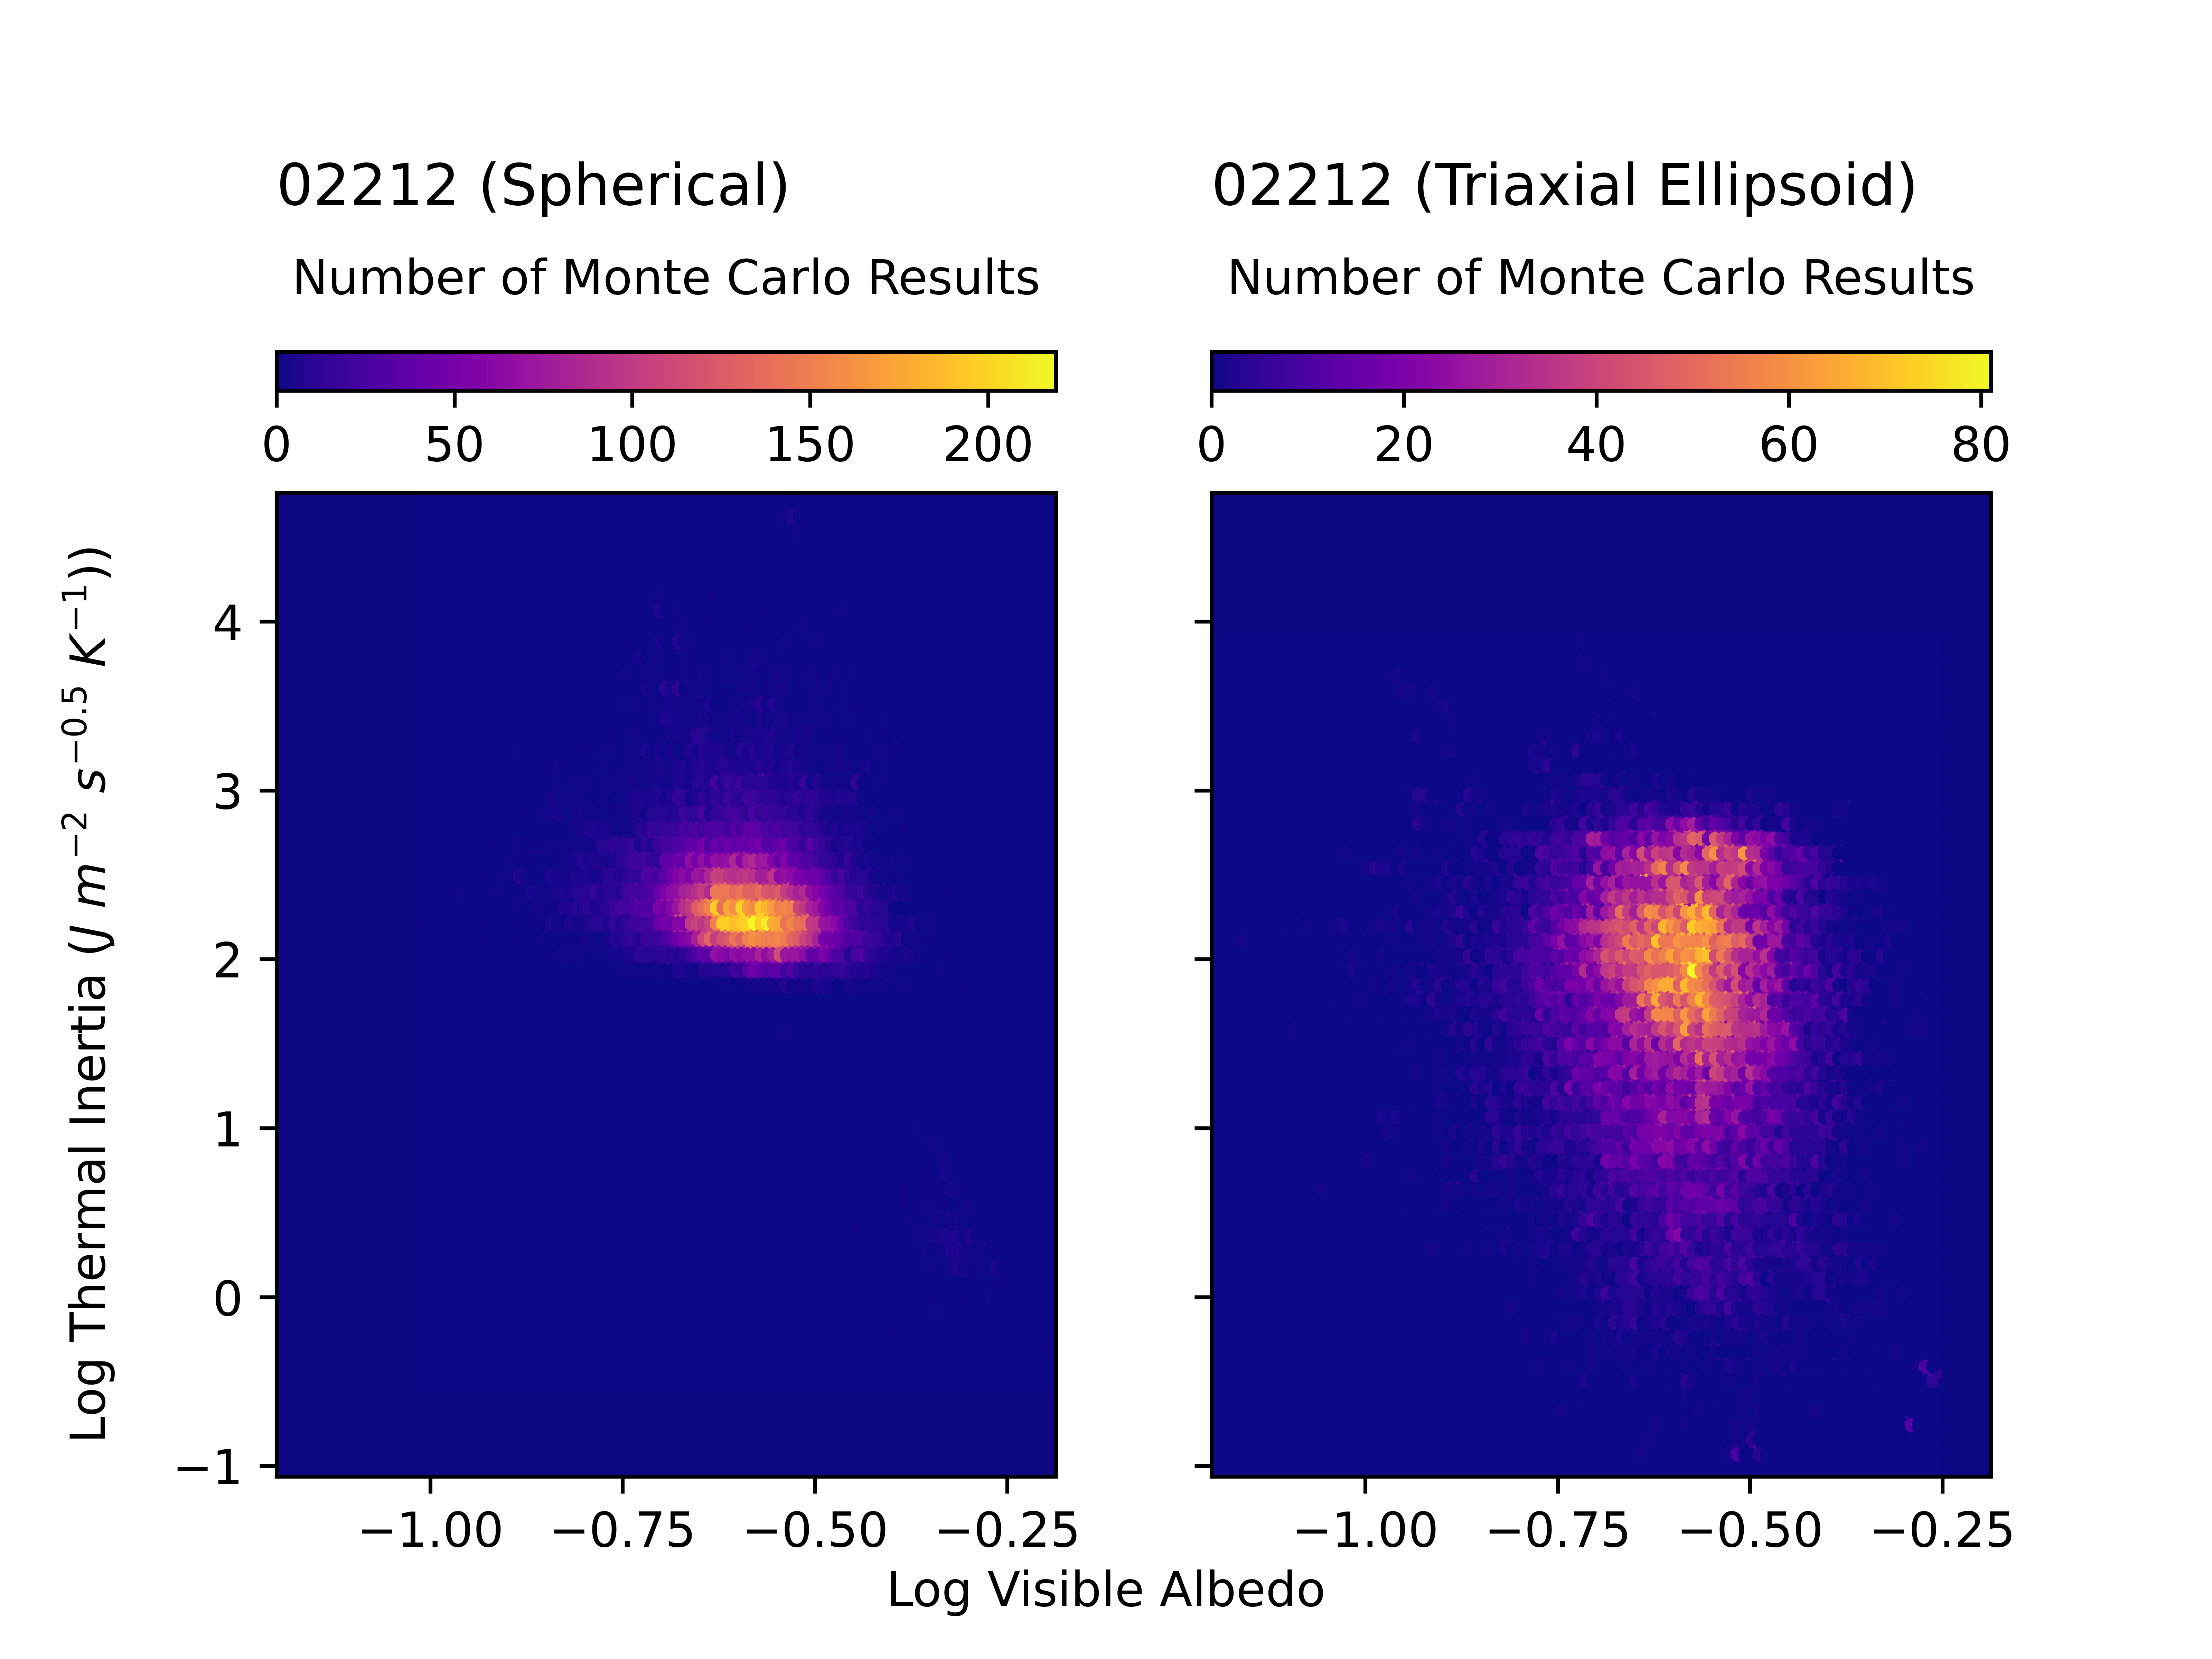 02212 (Spherical)
Number of Monte Carlo Results
0 50 100 150 200
02212 (Triaxial Ellipsoid)
Number of Monte Carlo Results
0 20 40 60 80
Log Thermal Inertia (J m⁻² s⁻⁰·⁵ K⁻¹))
4
3
2
1
0
−1
−1.00 −0.75 −0.50 −0.25
−1.00 −0.75 −0.50 −0.25
Log Visible Albedo